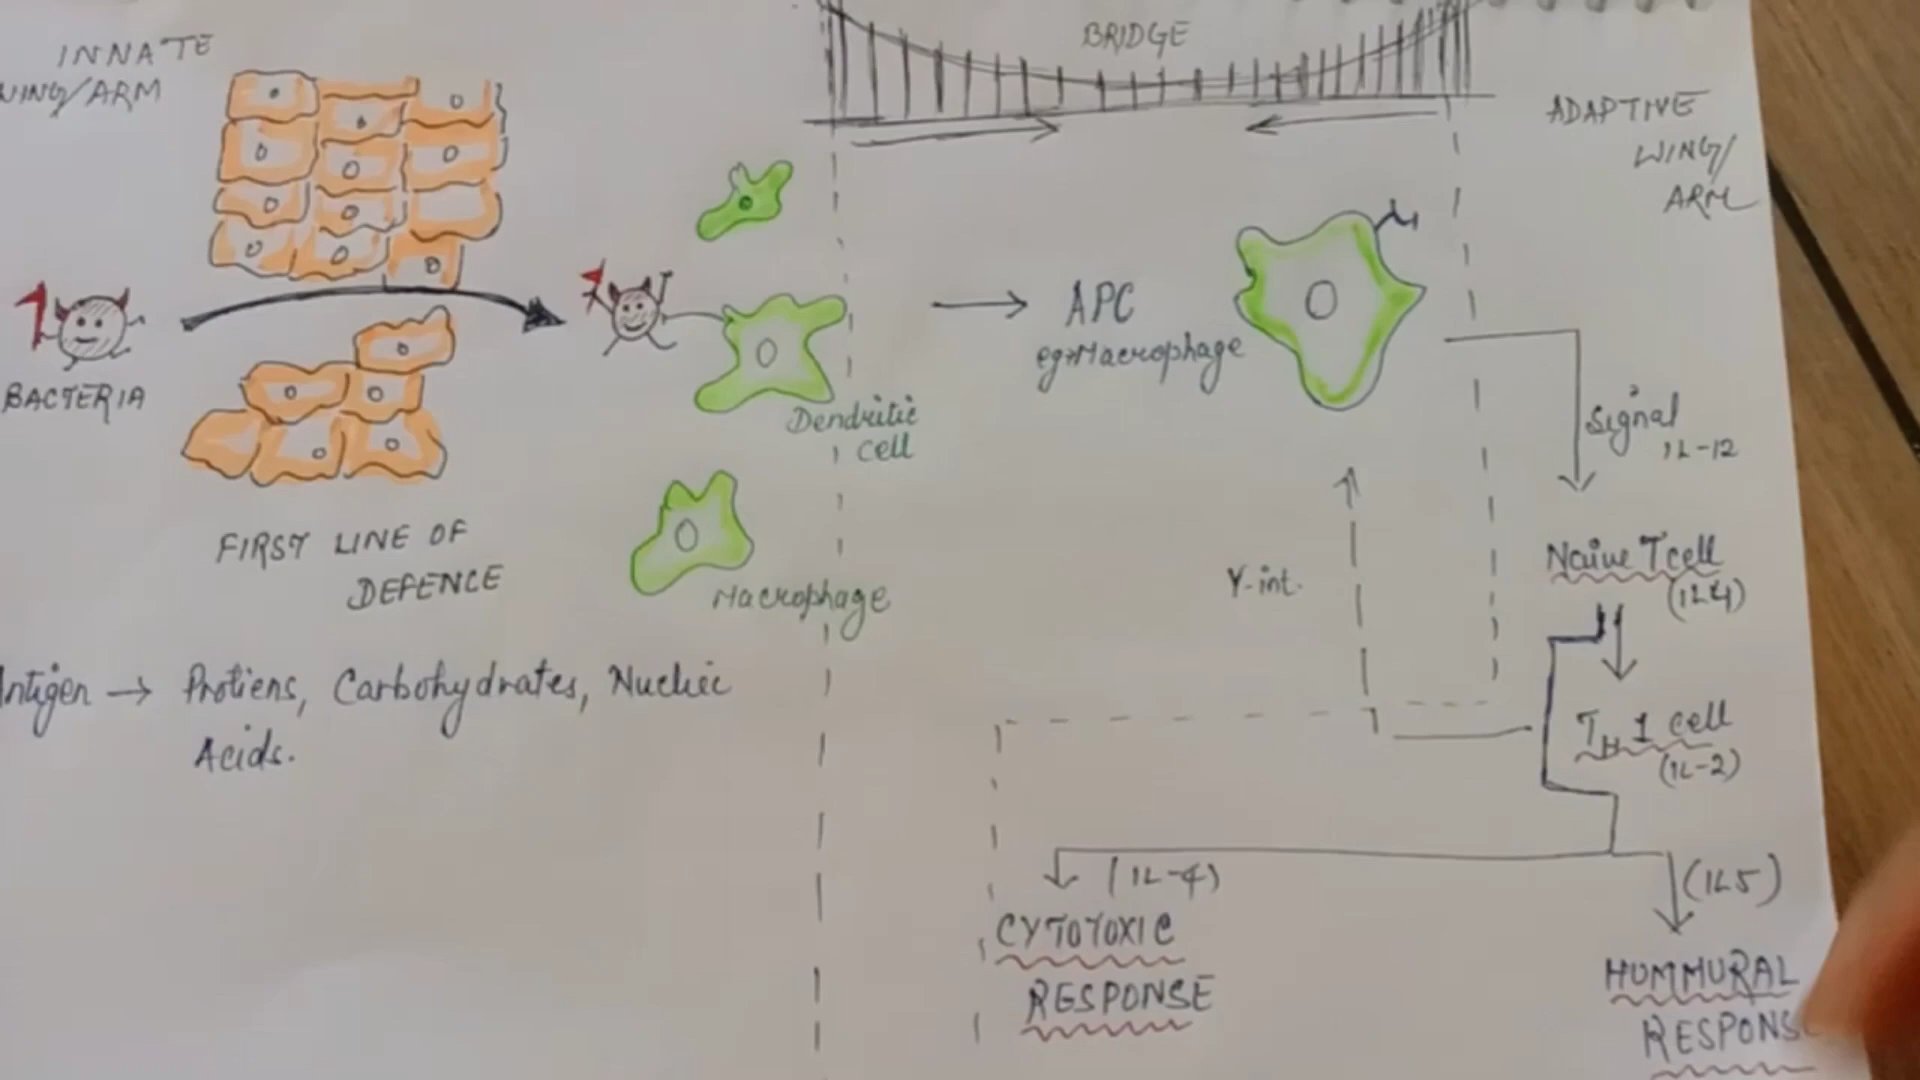 INNATE
WING/ARM
BRIDGE
ADAPTIVE
WING/
ARM
BACTERIA
Dendritic
cell
APC
eg→Macrophage
Signal
IL-12
FIRST LINE OF
DEFENCE
Macrophage
γ-int.
Naive T cell
(IL4)
Antigen → Protiens, Carbohydrates, Nucleic
Acids.
TH 1 cell
(IL-2)
(IL-4)
(IL5)
CYTOTOXIC
RESPONSE
HUMMURAL
RESPONS